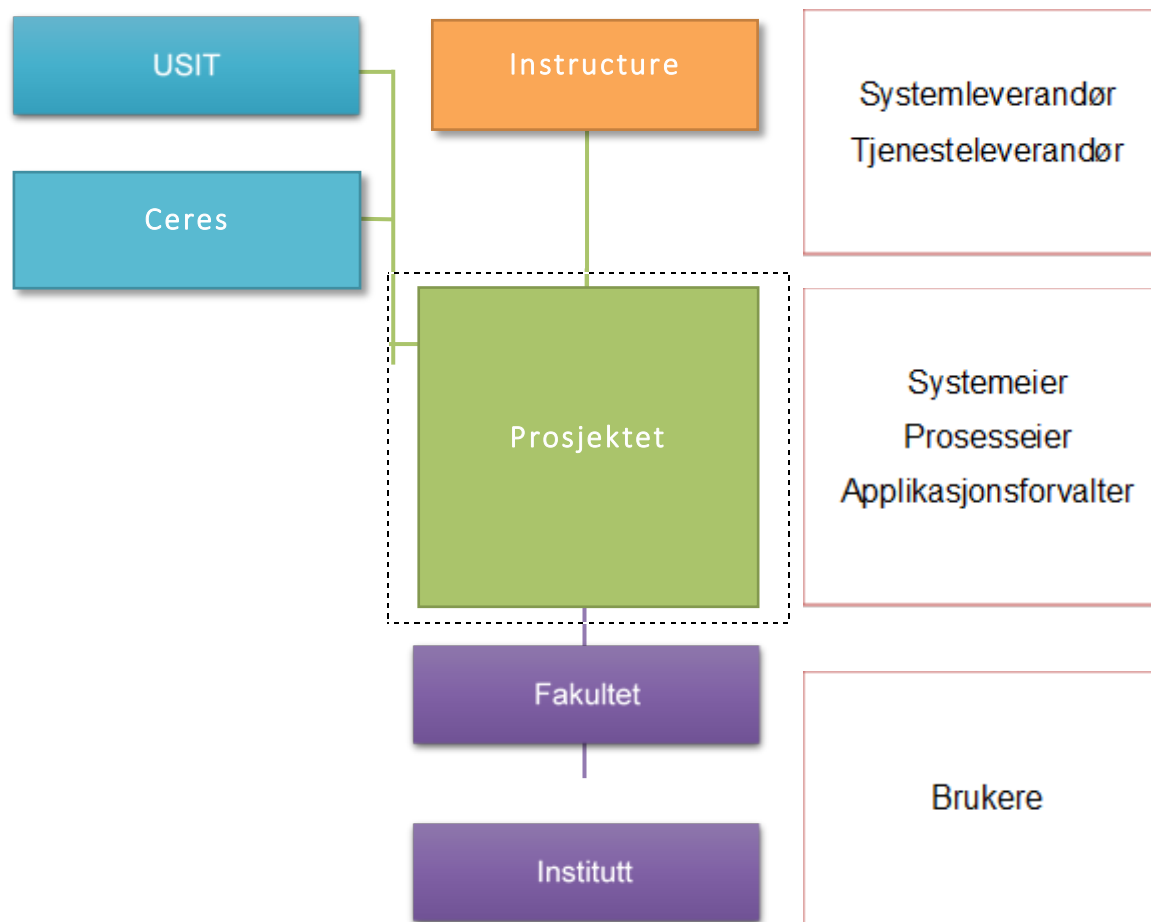 USIT
Instructure
Systemleverandør
Tjenesteleverandør
Ceres
Systemeier
Prosjektet
Prosesseier
Applikasjonsforvalter
Fakultet
Brukere
Institutt